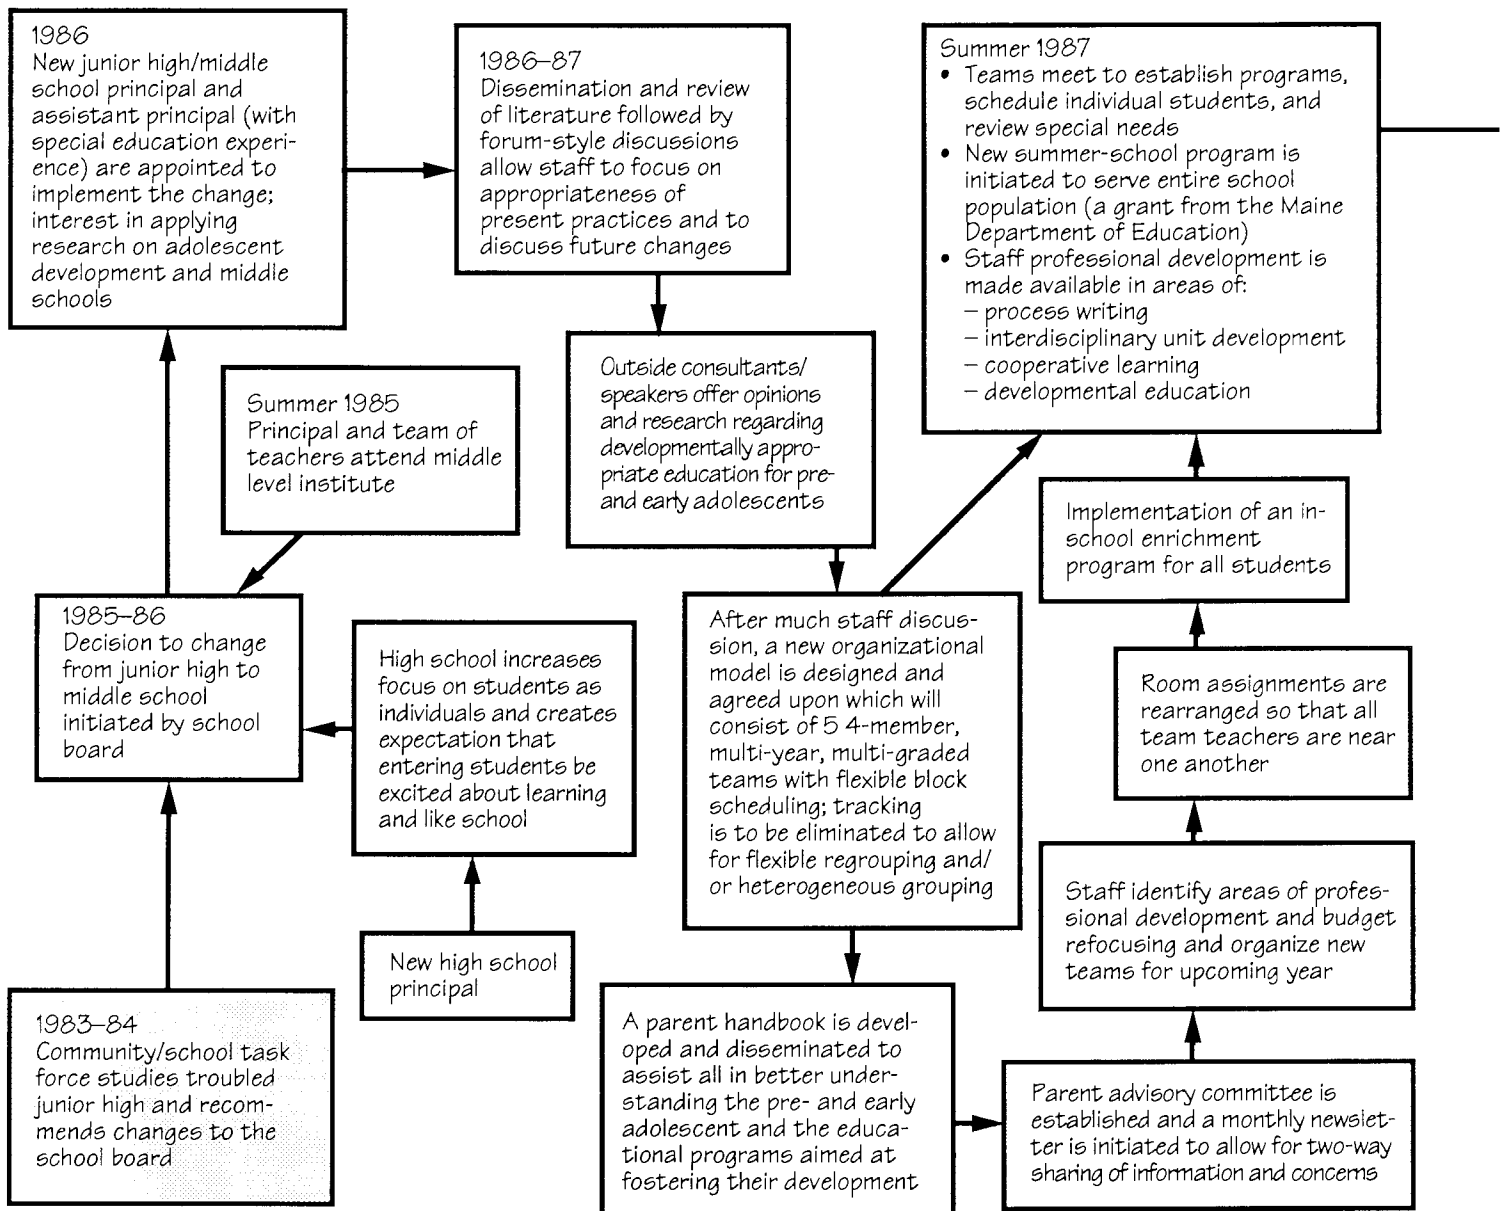 1986
New junior high/middle
school principal and
assistant principal (with
special education experi-
ence) are appointed to
implement the change;
interest in applying
research on adolescent
development and middle
schools
1986–87
Dissemination and review
of literature followed by
forum-style discussions
allow staff to focus on
appropriateness of
present practices and to
discuss future changes
Summer 1987
• Teams meet to establish programs,
schedule individual students, and
review special needs
• New summer-school program is
initiated to serve entire school
population (a grant from the Maine
Department of Education)
• Staff professional development is
made available in areas of:
– process writing
– interdisciplinary unit development
– cooperative learning
– developmental education
Summer 1985
Principal and team of
teachers attend middle
level institute
Outside consultants/
speakers offer opinions
and research regarding
developmentally appro-
priate education for pre-
and early adolescents
Implementation of an in-
school enrichment
program for all students
1985–86
Decision to change
from junior high to
middle school
initiated by school
board
High school increases
focus on students as
individuals and creates
expectation that
entering students be
excited about learning
and like school
After much staff discus-
sion, a new organizational
model is designed and
agreed upon which will
consist of 5 4-member,
multi-year, multi-graded
teams with flexible block
scheduling; tracking
is to be eliminated to allow
for flexible regrouping and/
or heterogeneous grouping
Room assignments are
rearranged so that all
team teachers are near
one another
Staff identify areas of profes-
sional development and budget
refocusing and organize new
teams for upcoming year
New high school
principal
1983–84
Community/school task
force studies troubled
junior high and recom-
mends changes to the
school board
A parent handbook is devel-
oped and disseminated to
assist all in better under-
standing the pre- and early
adolescent and the educa-
tional programs aimed at
fostering their development
Parent advisory committee is
established and a monthly newslet-
ter is initiated to allow for two-way
sharing of information and concerns